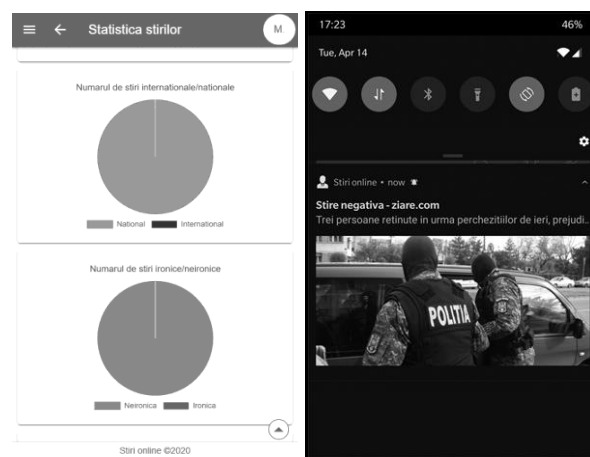 Statistica stirilor
M.
Numarul de stiri internationale/nationale
National
International
Numarul de stiri ironice/neironice
Neironica
Ironica
Stiri online ©2020
17:23
46%
Tue, Apr 14
Stiri online • now
Stire negativa - ziare.com
Trei persoane retinute in urma perchezitiilor de ieri, prejudi..
POLITIA